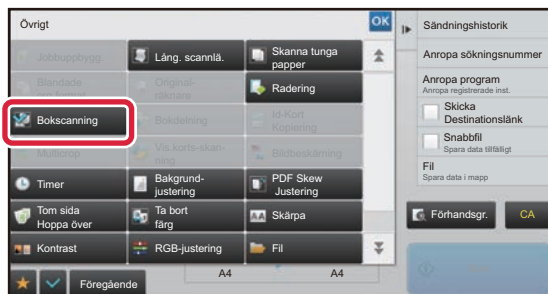 Övrigt
OK
Jobbuppbygg.
Lång. scannlä.
Skanna tunga
papper
Blandade
Original-
räknare
Radering
Bokscanning
Bokdelning
Id-Kort
Kopiering
Multicrop
Vis.korts-skan-
ning
Bildbeskärning
Timer
Bakgrund-
justering
PDF Skew
Justering
Tom sida
Hoppa över
Ta bort
färg
AA Skärpa
Kontrast
RGB-justering
Fil
Föregående
A4
A4
Sändningshistorik
Anropa sökningsnummer
Anropa program
Anropa registrerade inst.
Skicka
Destinationslänk
Snabbfil
Spara data tillfälligt
Fil
Spara data i mapp
Förhandsgr.
CA